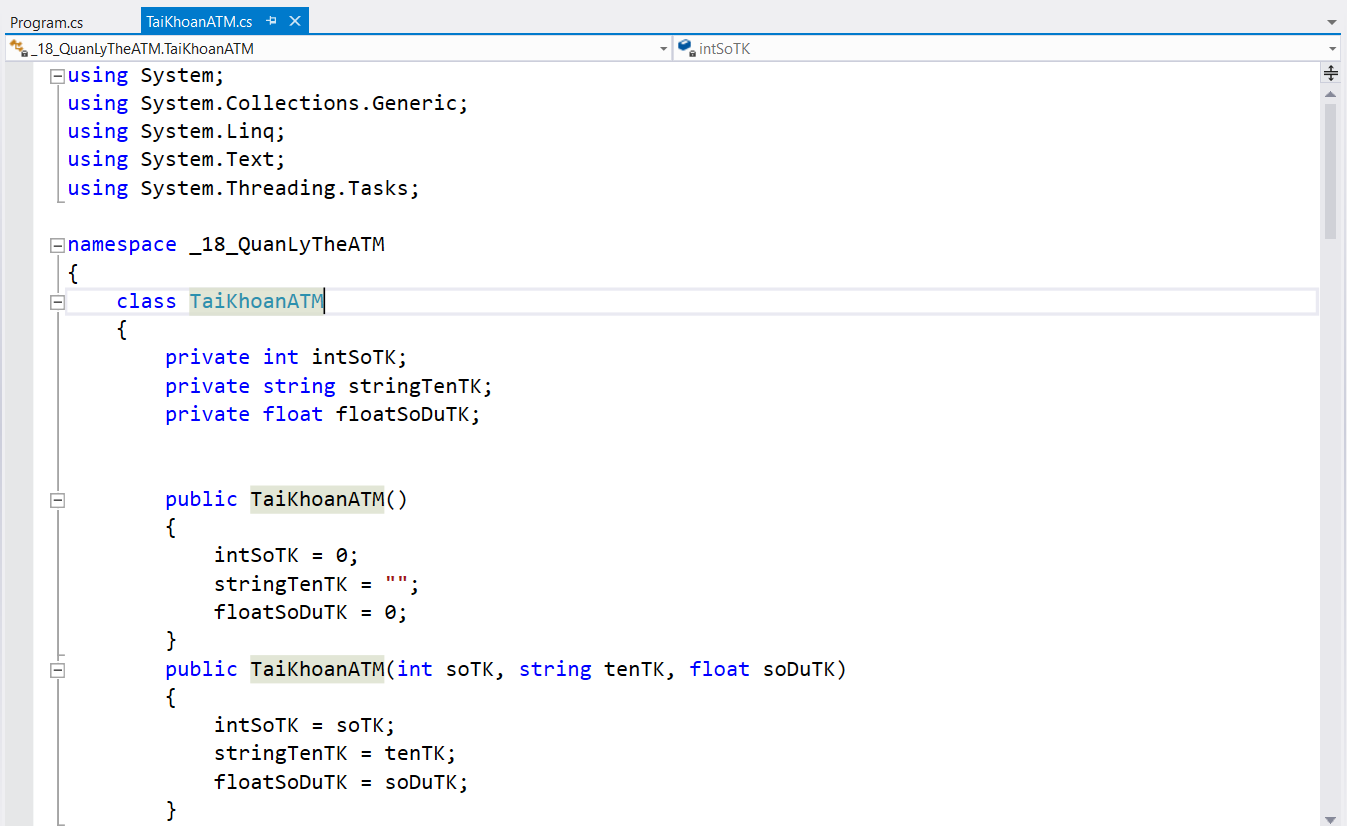 Program.cs
TaiKhoanATM.cs
_18_QuanLyTheATM.TaiKhoanATM
intSoTK
using System;
using System.Collections.Generic;
using System.Linq;
using System.Text;
using System.Threading.Tasks;
namespace _18_QuanLyTheATM
{
class TaiKhoanATM
{
private int intSoTK;
private string stringTenTK;
private float floatSoDuTK;
public TaiKhoanATM()
{
intSoTK = 0;
stringTenTK = "";
floatSoDuTK = 0;
}
public TaiKhoanATM(int soTK, string tenTK, float soDuTK)
{
intSoTK = soTK;
stringTenTK = tenTK;
floatSoDuTK = soDuTK;
}